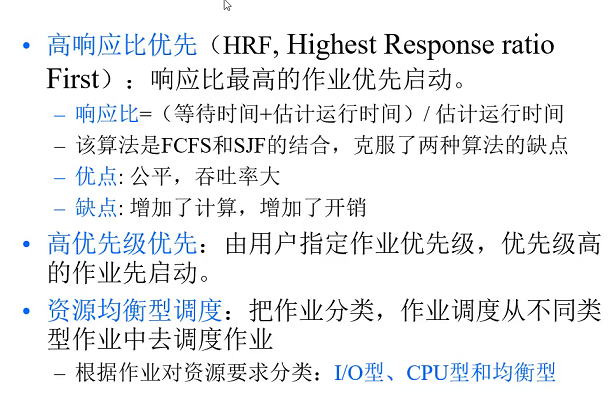 • 高响应比优先（HRF, Highest Response ratio
First）：响应比最高的作业优先启动。
– 响应比=（等待时间+估计运行时间）/ 估计运行时间
– 该算法是FCFS和SJF的结合，克服了两种算法的缺点
– 优点: 公平，吞吐率大
– 缺点: 增加了计算，增加了开销
• 高优先级优先：由用户指定作业优先级，优先级高
的作业先启动。
• 资源均衡型调度：把作业分类，作业调度从不同类
型作业中去调度作业
– 根据作业对资源要求分类：I/O型、CPU型和均衡型